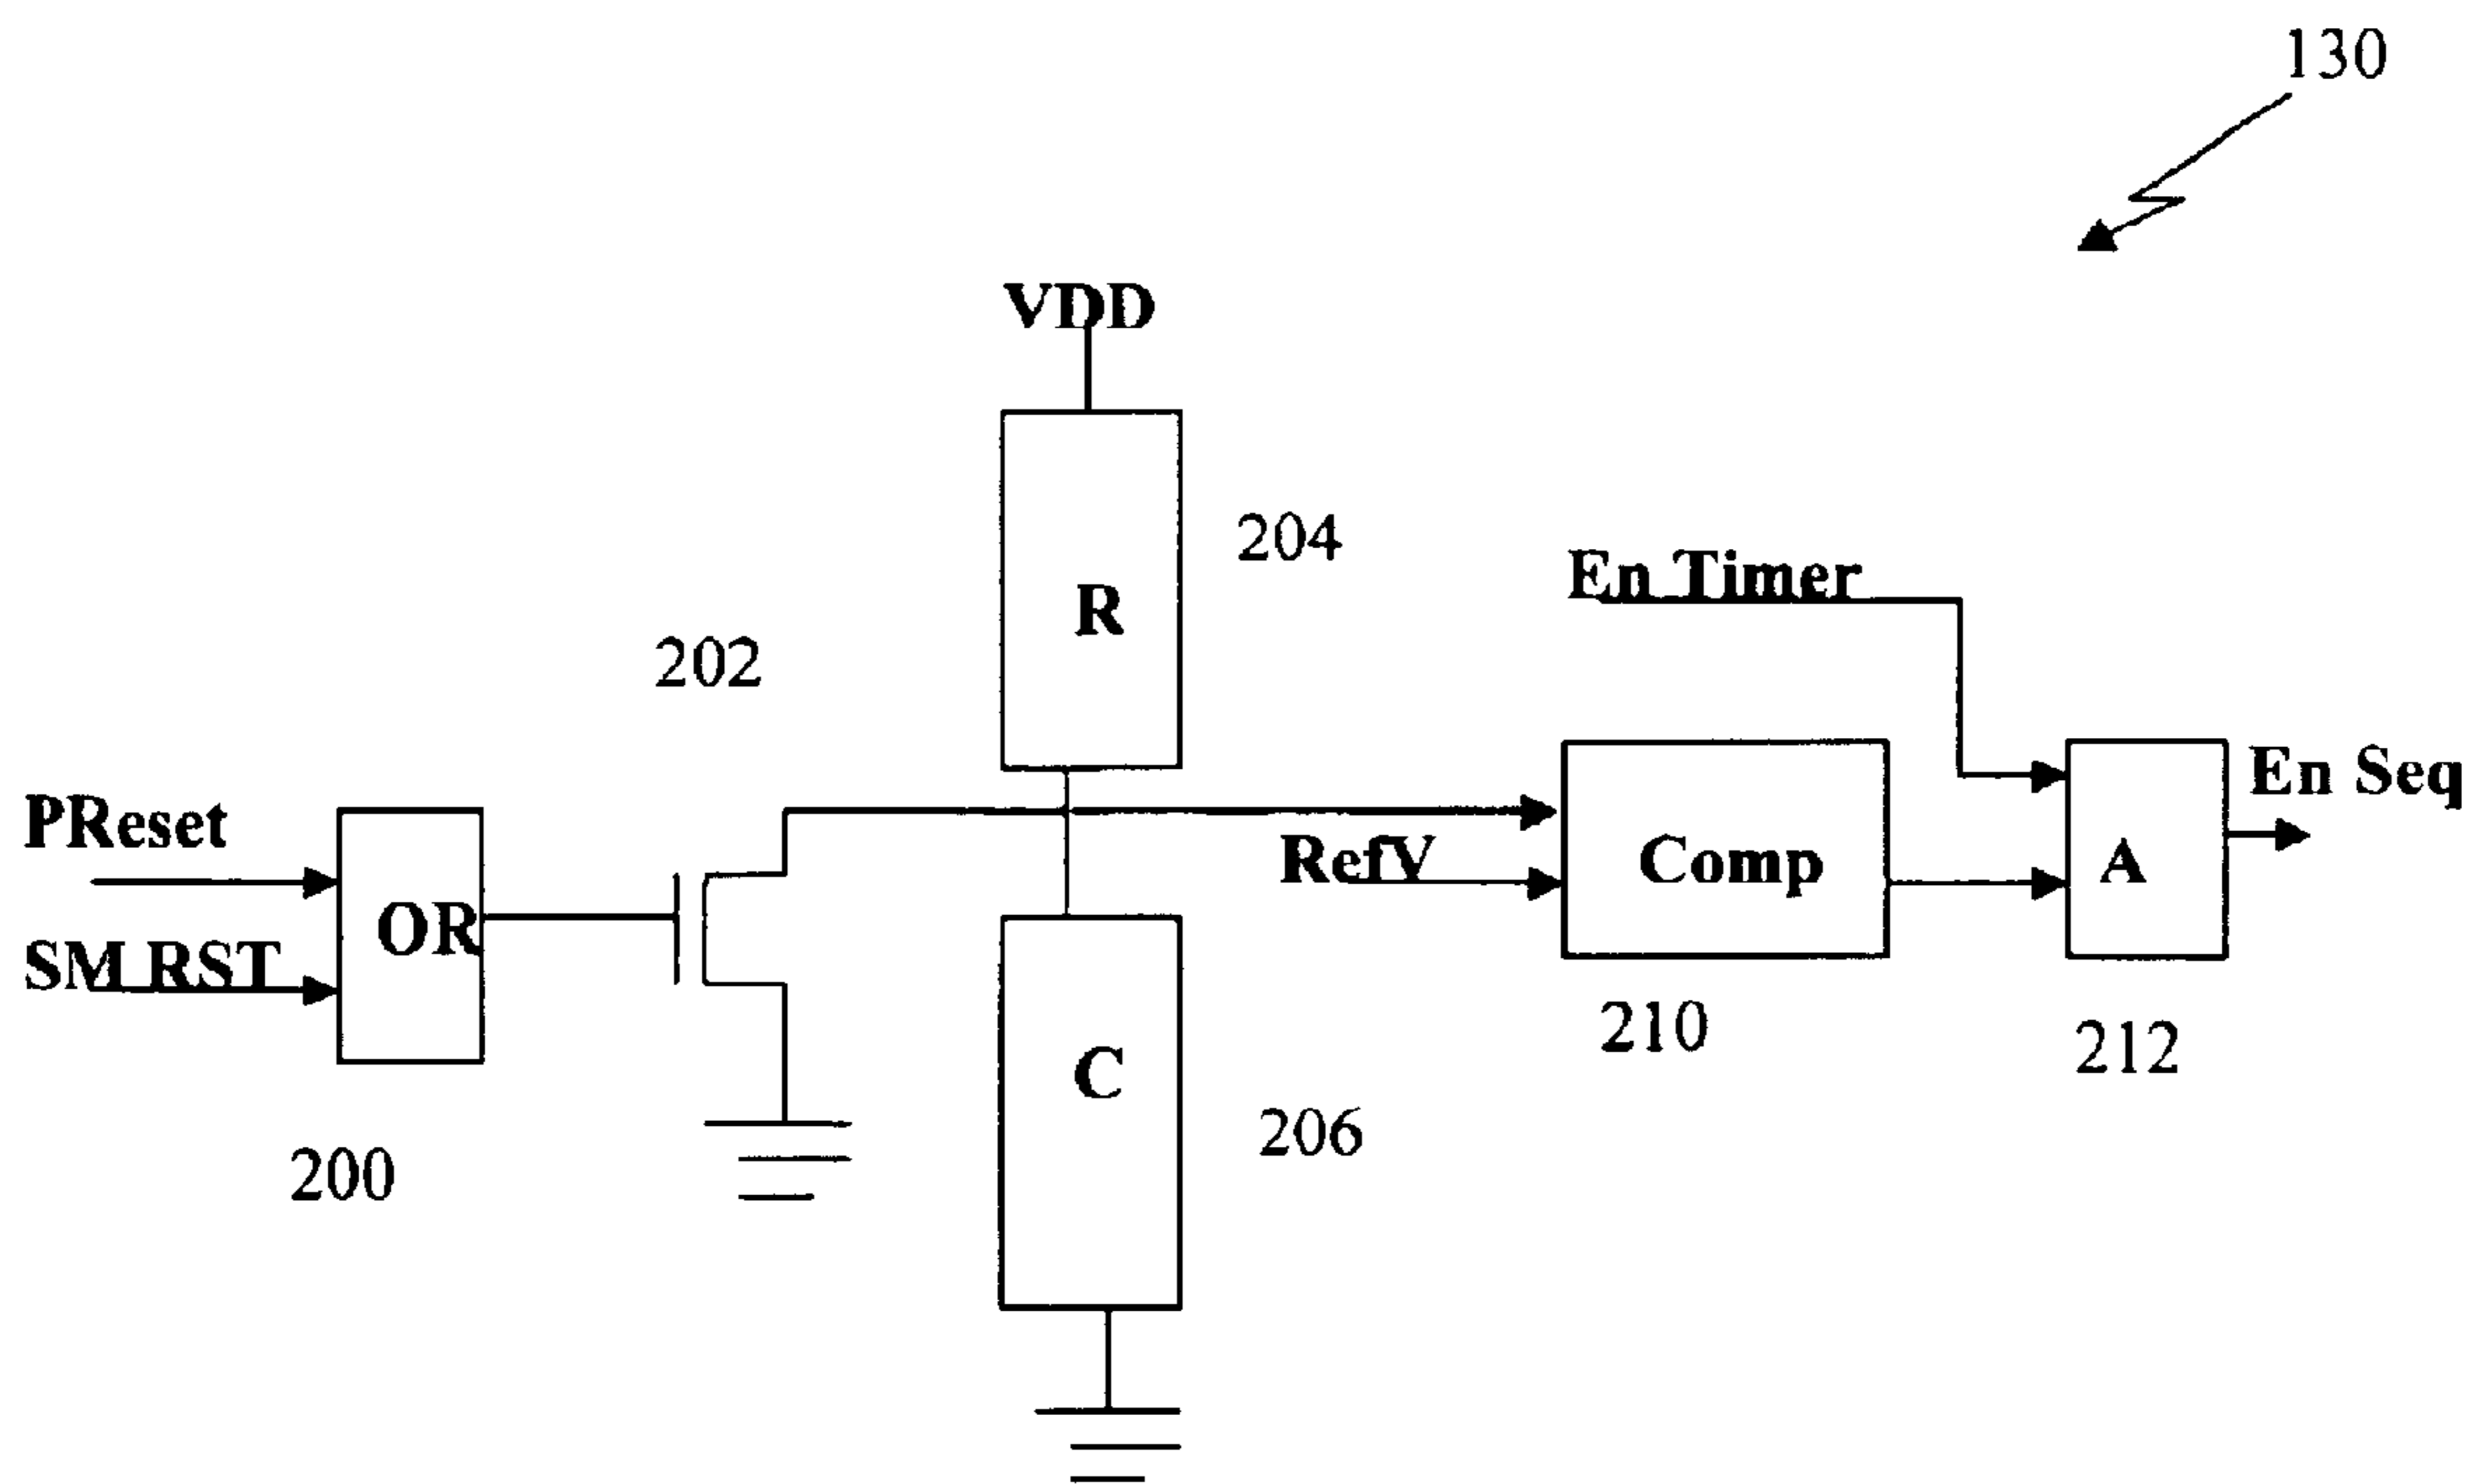 130
VDD
204
R
En Timer
202
PReset
En Seq
RefV
Comp
A
OR
SM RST
210
212
C
206
200